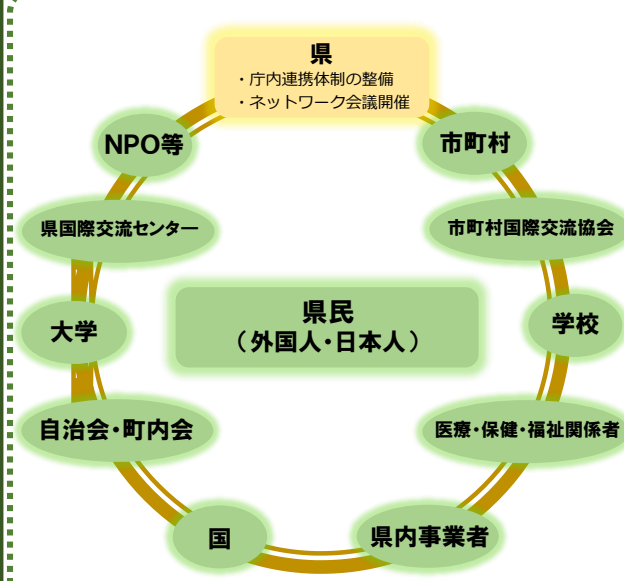 県
・庁内連携体制の整備
・ネットワーク会議開催
NPO等
市町村
県国際交流センター
市町村国際交流協会
県民
（外国人・日本人）
大学
学校
自治会・町内会
医療・保健・福祉関係者
国
県内事業者